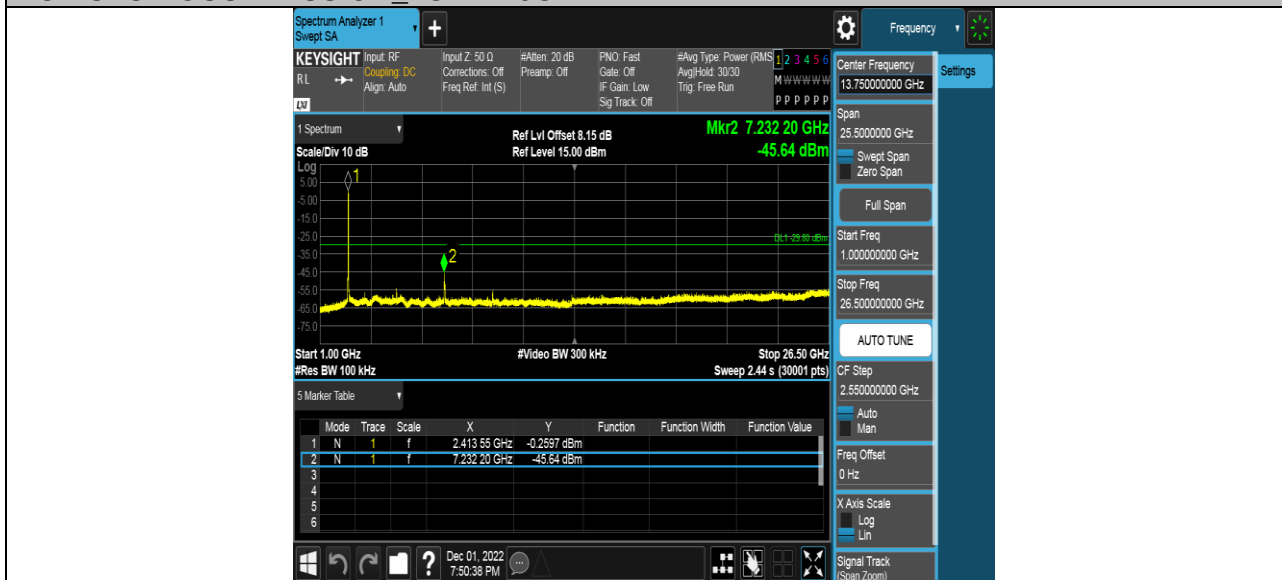 Spectrum Analyzer 1
Swept SA
Frequency
KEYSIGHT Input: RF
RL Coupling: DC
Align: Auto
LXI
Input Z: 50 Ω
Corrections: Off
Freq Ref: Int (S)
#Atten: 20 dB
Preamp: Off
PNO: Fast
Gate: Off
IF Gain: Low
Sig Track: Off
#Avg Type: Power (RMS
Avg|Hold: 30/30
Trig: Free Run
1 2 3 4 5 6
M W W W W W
P P P P P P
1 Spectrum
Scale/Div 10 dB
Ref Lvl Offset 8.15 dB
Ref Level 15.00 dBm
Mkr2 7.232 20 GHz
-45.64 dBm
Log
5.00
-5.00
-15.0
-25.0
-35.0
-45.0
-55.0
-65.0
-75.0
1
2
DL1 -29.80 dBm
Start 1.00 GHz
#Video BW 300 kHz
Stop 26.50 GHz
#Res BW 100 kHz
Sweep 2.44 s (30001 pts)
5 Marker Table
Mode Trace Scale X Y Function Function Width Function Value
1 N 1 f 2.413 55 GHz -0.2597 dBm
2 N 1 f 7.232 20 GHz -45.64 dBm
3
4
5
6
?
Dec 01, 2022
7:50:38 PM
Center Frequency
13.750000000 GHz
Settings
Span
25.5000000 GHz
Swept Span
Zero Span
Full Span
Start Freq
1.000000000 GHz
Stop Freq
26.500000000 GHz
AUTO TUNE
CF Step
2.550000000 GHz
Auto
Man
Freq Offset
0 Hz
X Axis Scale
Log
Lin
Signal Track
(Span Zoom)